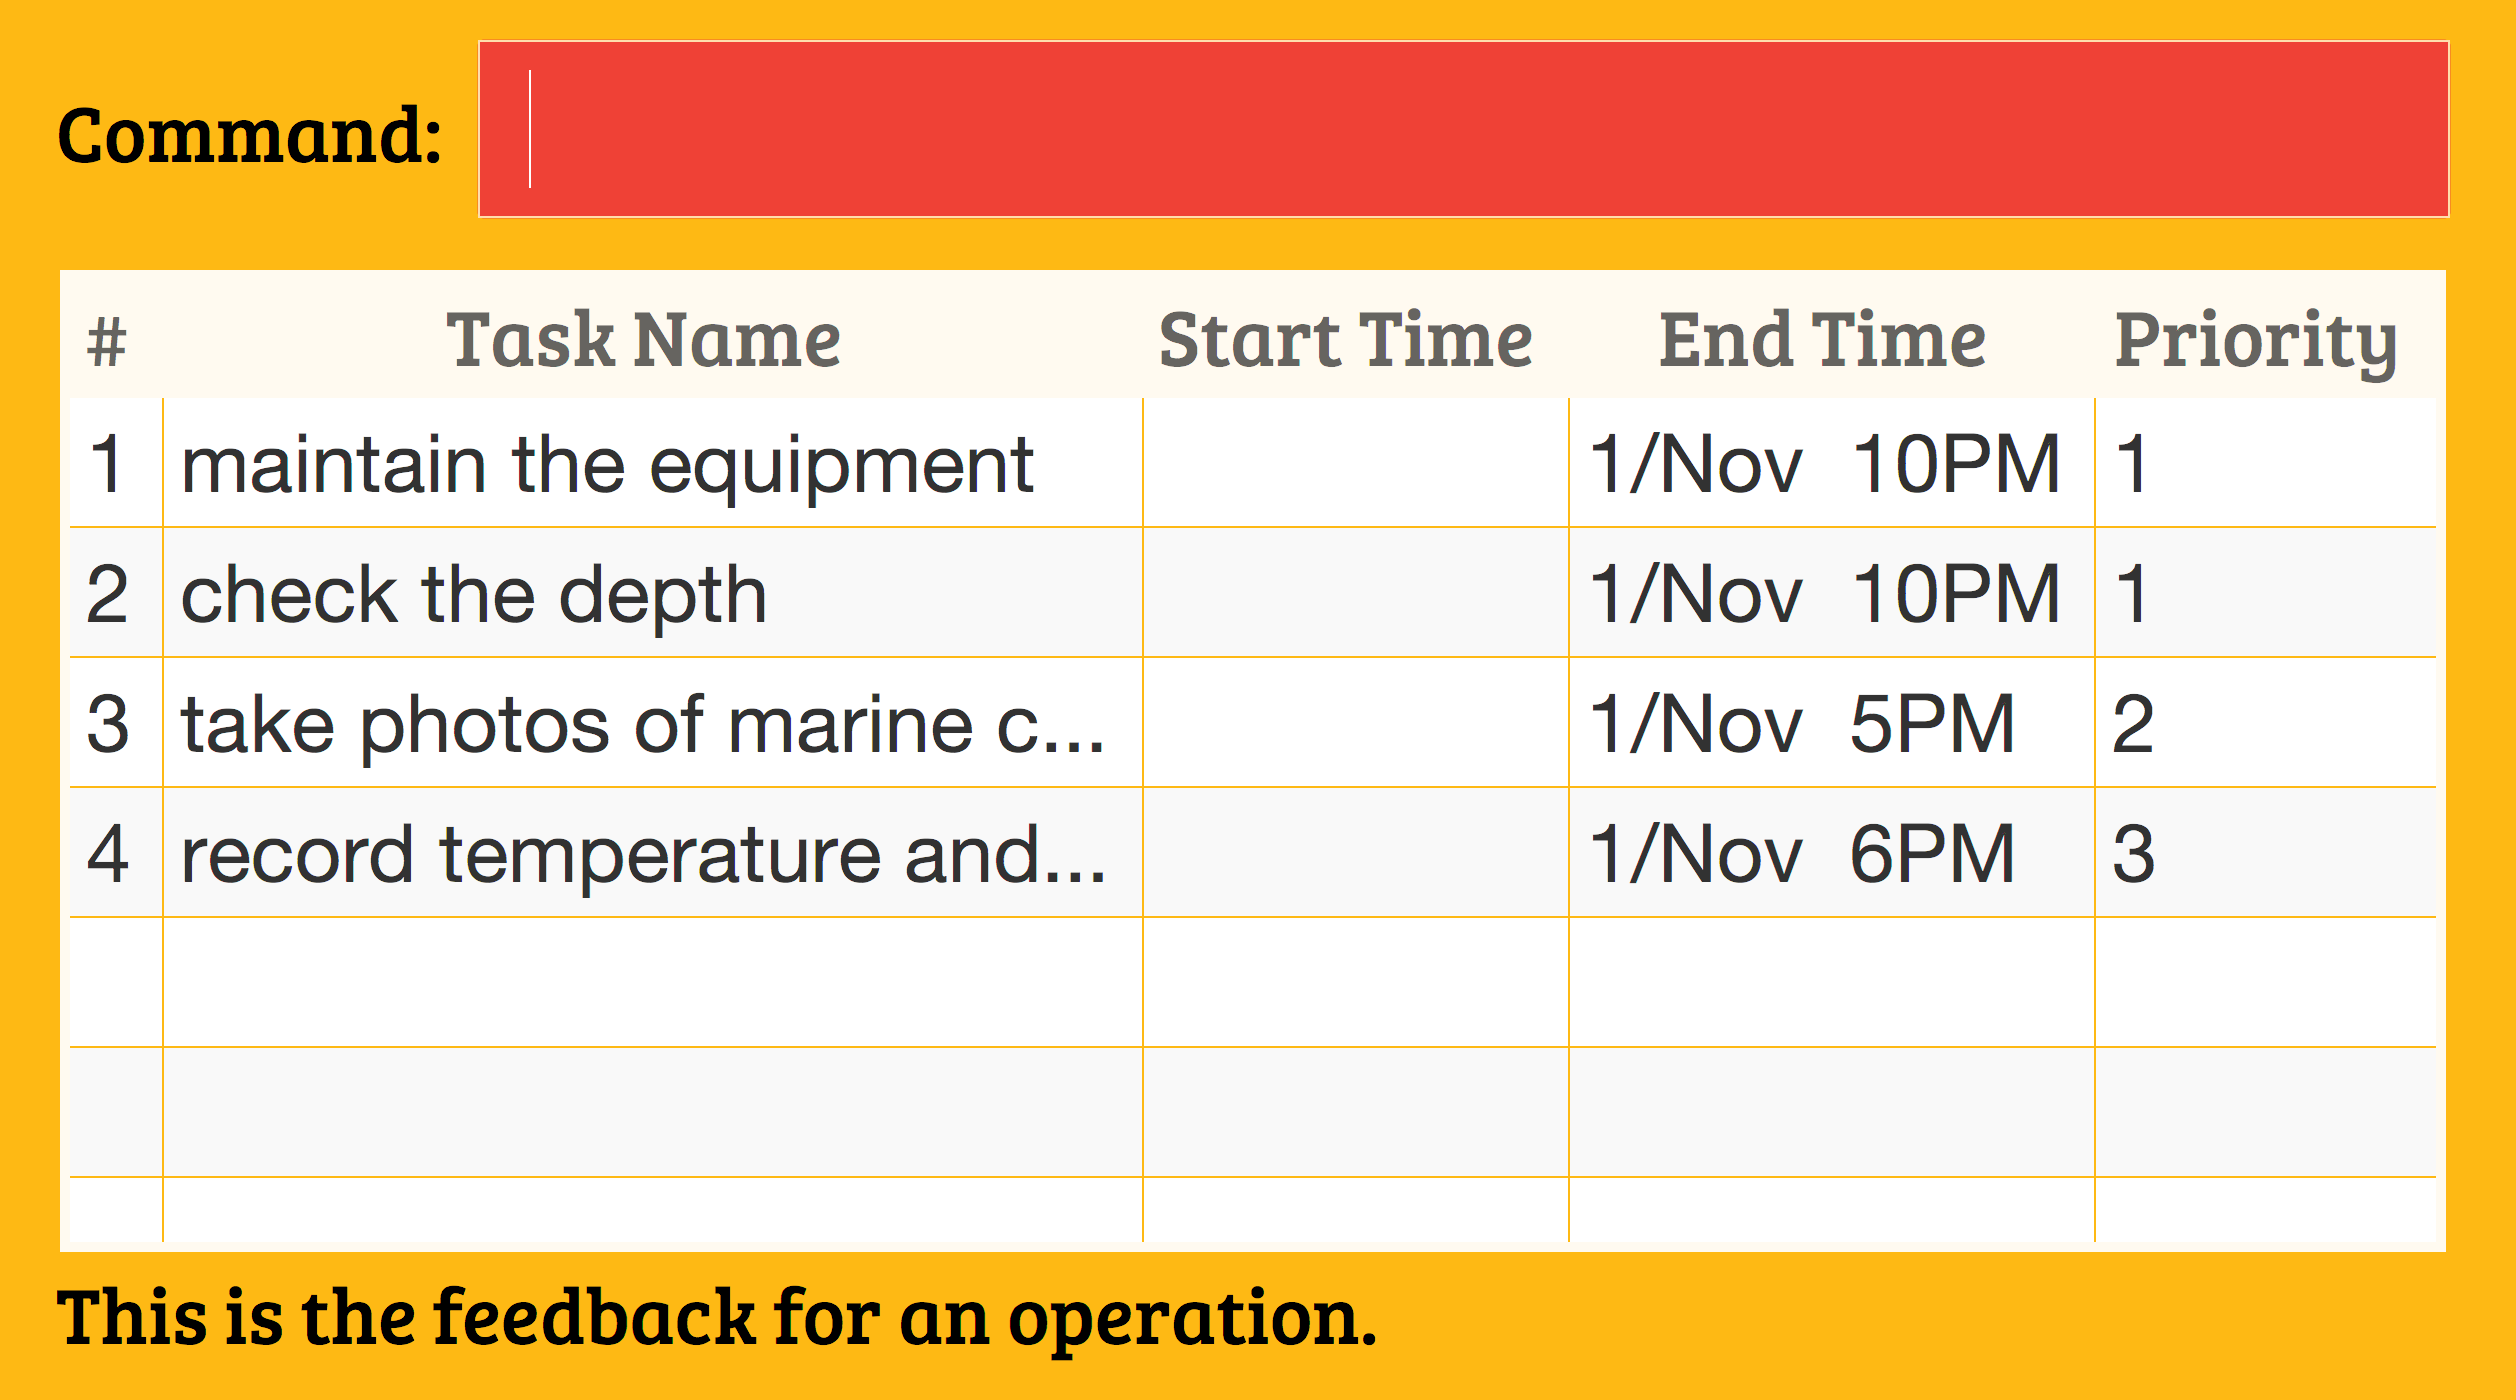 Command:
# Task Name Start Time End Time Priority
1 maintain the equipment 1/Nov 10PM 1
2 check the depth 1/Nov 10PM 1
3 take photos of marine c... 1/Nov 5PM 2
4 record temperature and... 1/Nov 6PM 3
This is the feedback for an operation.